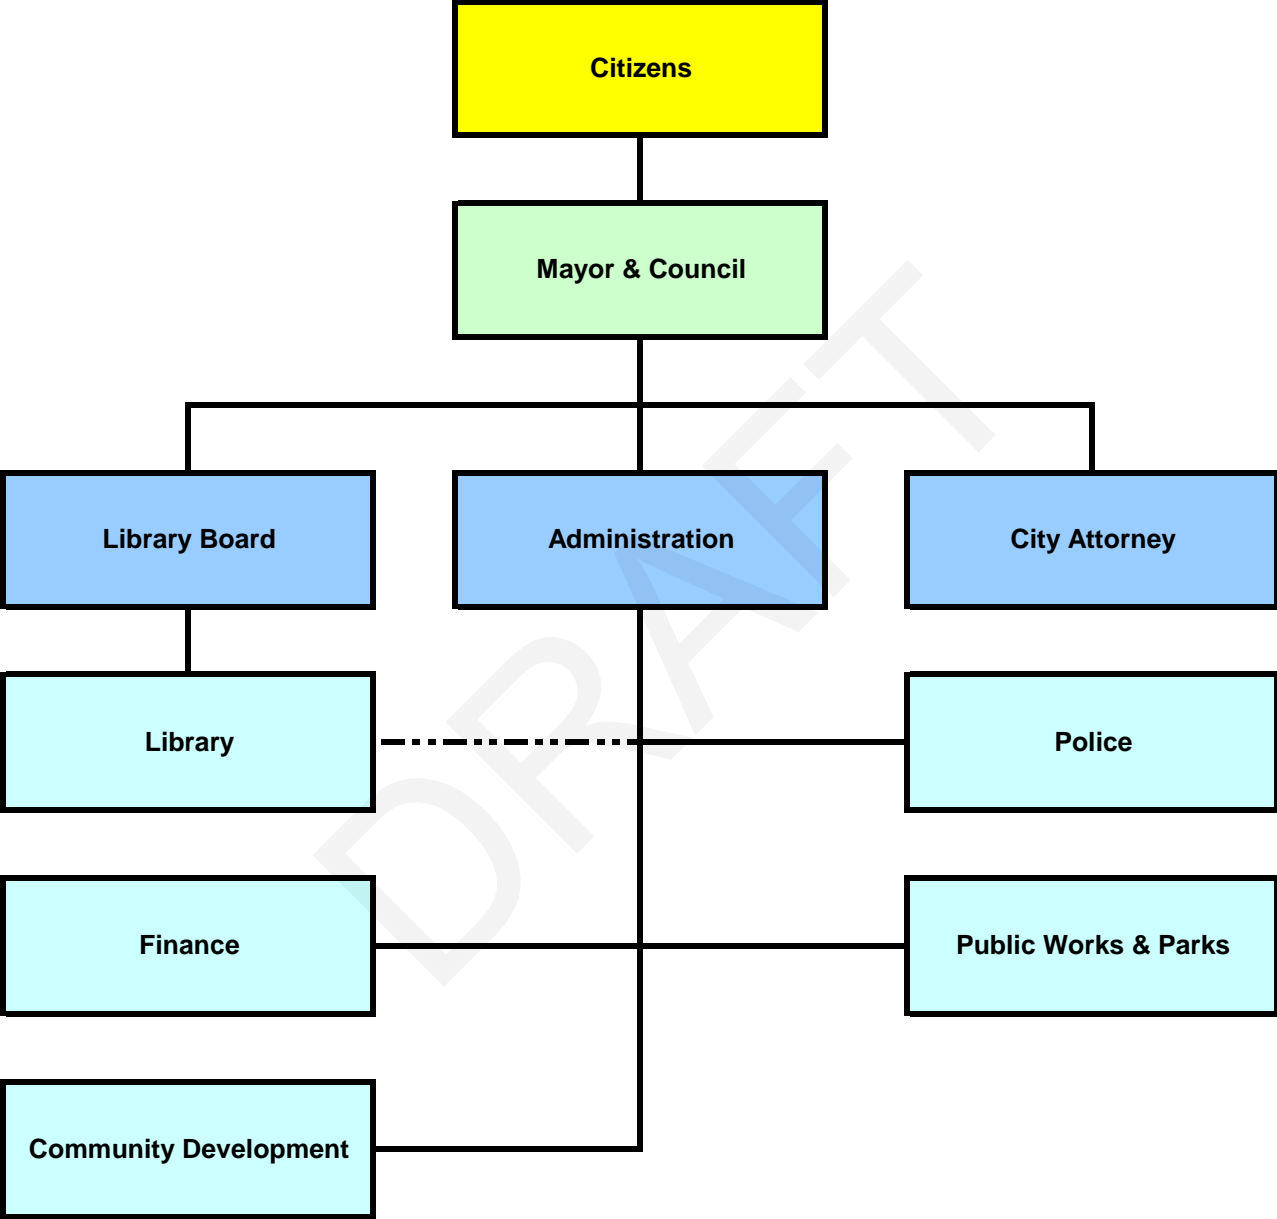 Citizens
Mayor & Council
Library Board
Administration
City Attorney
Library
Police
Finance
Public Works & Parks
Community Development
DRAFT